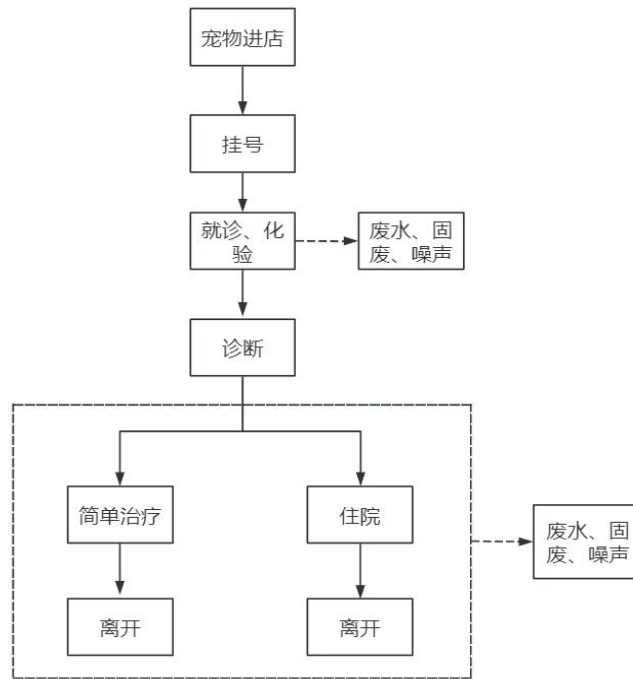 宠物进店
挂号
就诊、化
验
废水、固
废、噪声
诊断
简单治疗
住院
废水、固
废、噪声
离开
离开